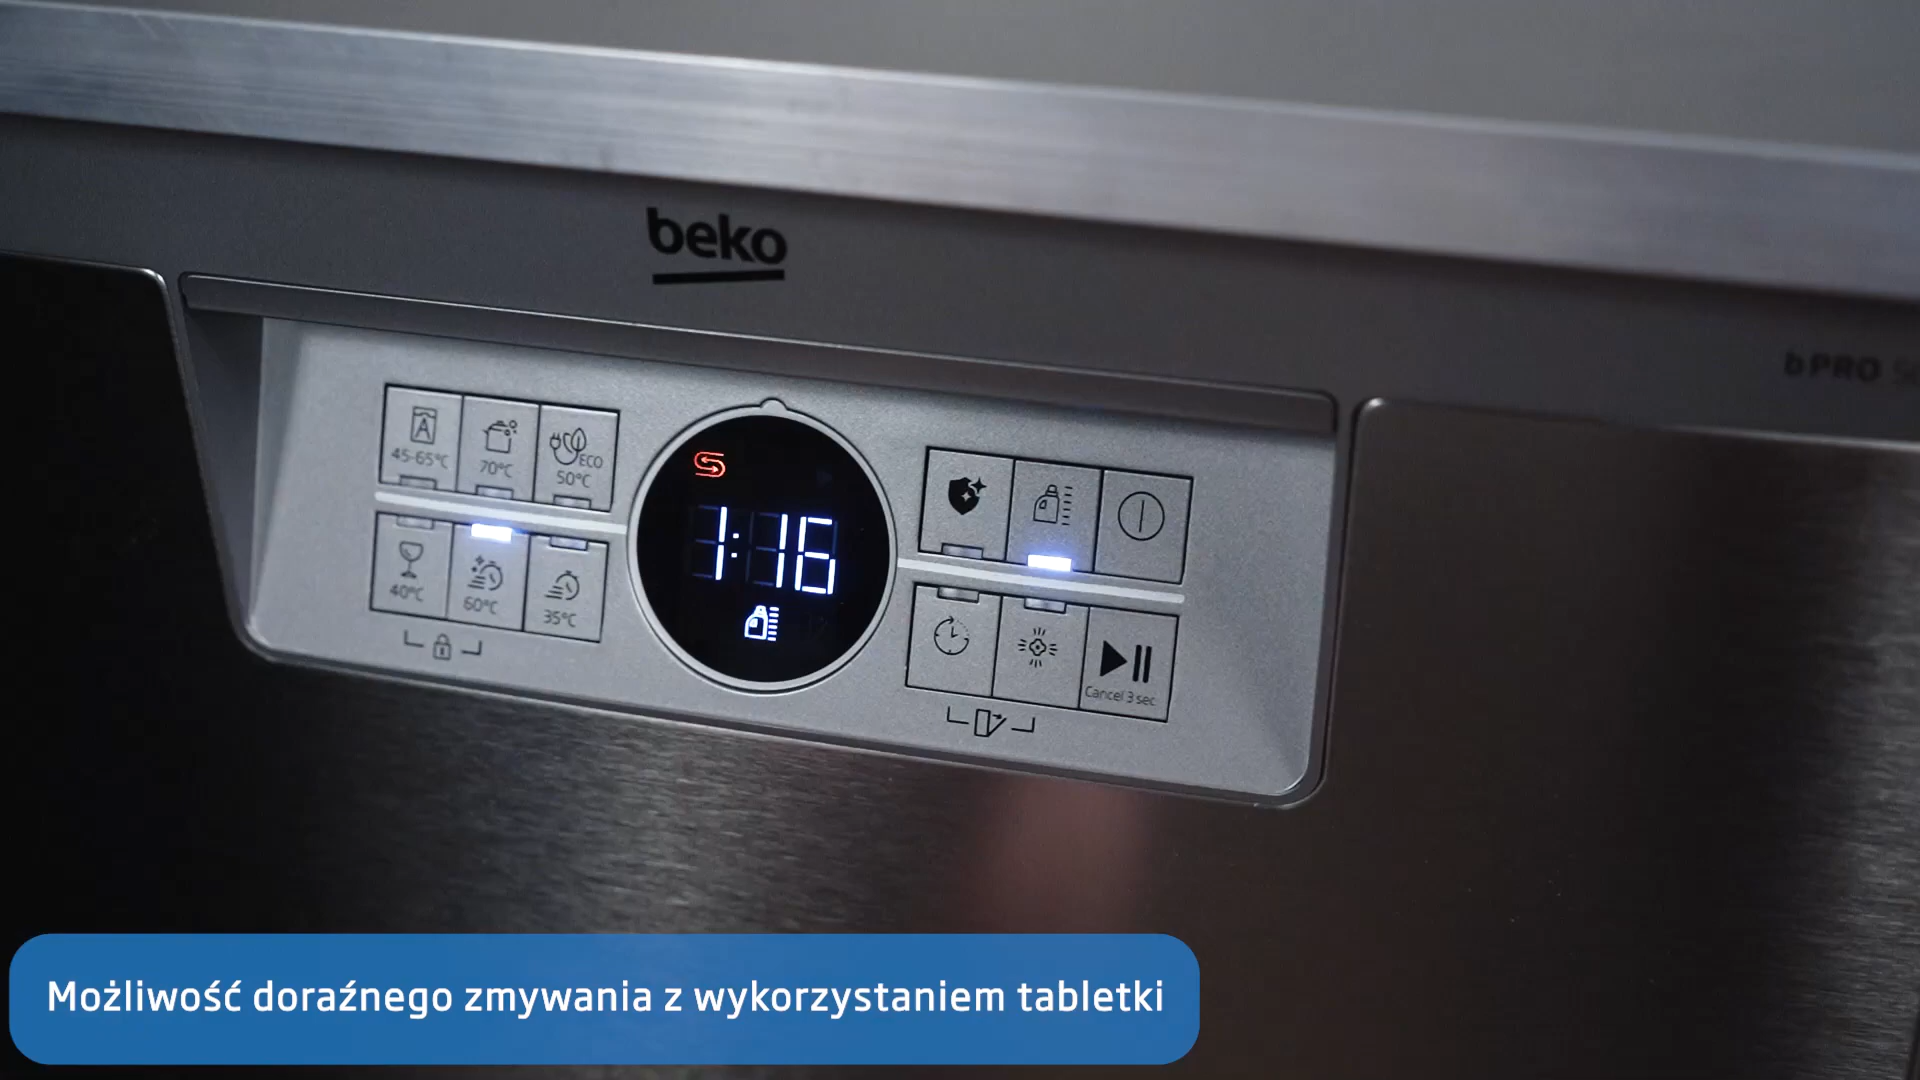 beko
bPRO
A
45-65°C
70°C
ECO
50°C
40°C
60°C
35°C
1:16
Cancel 3 sec.
Możliwość doraźnego zmywania z wykorzystaniem tabletki